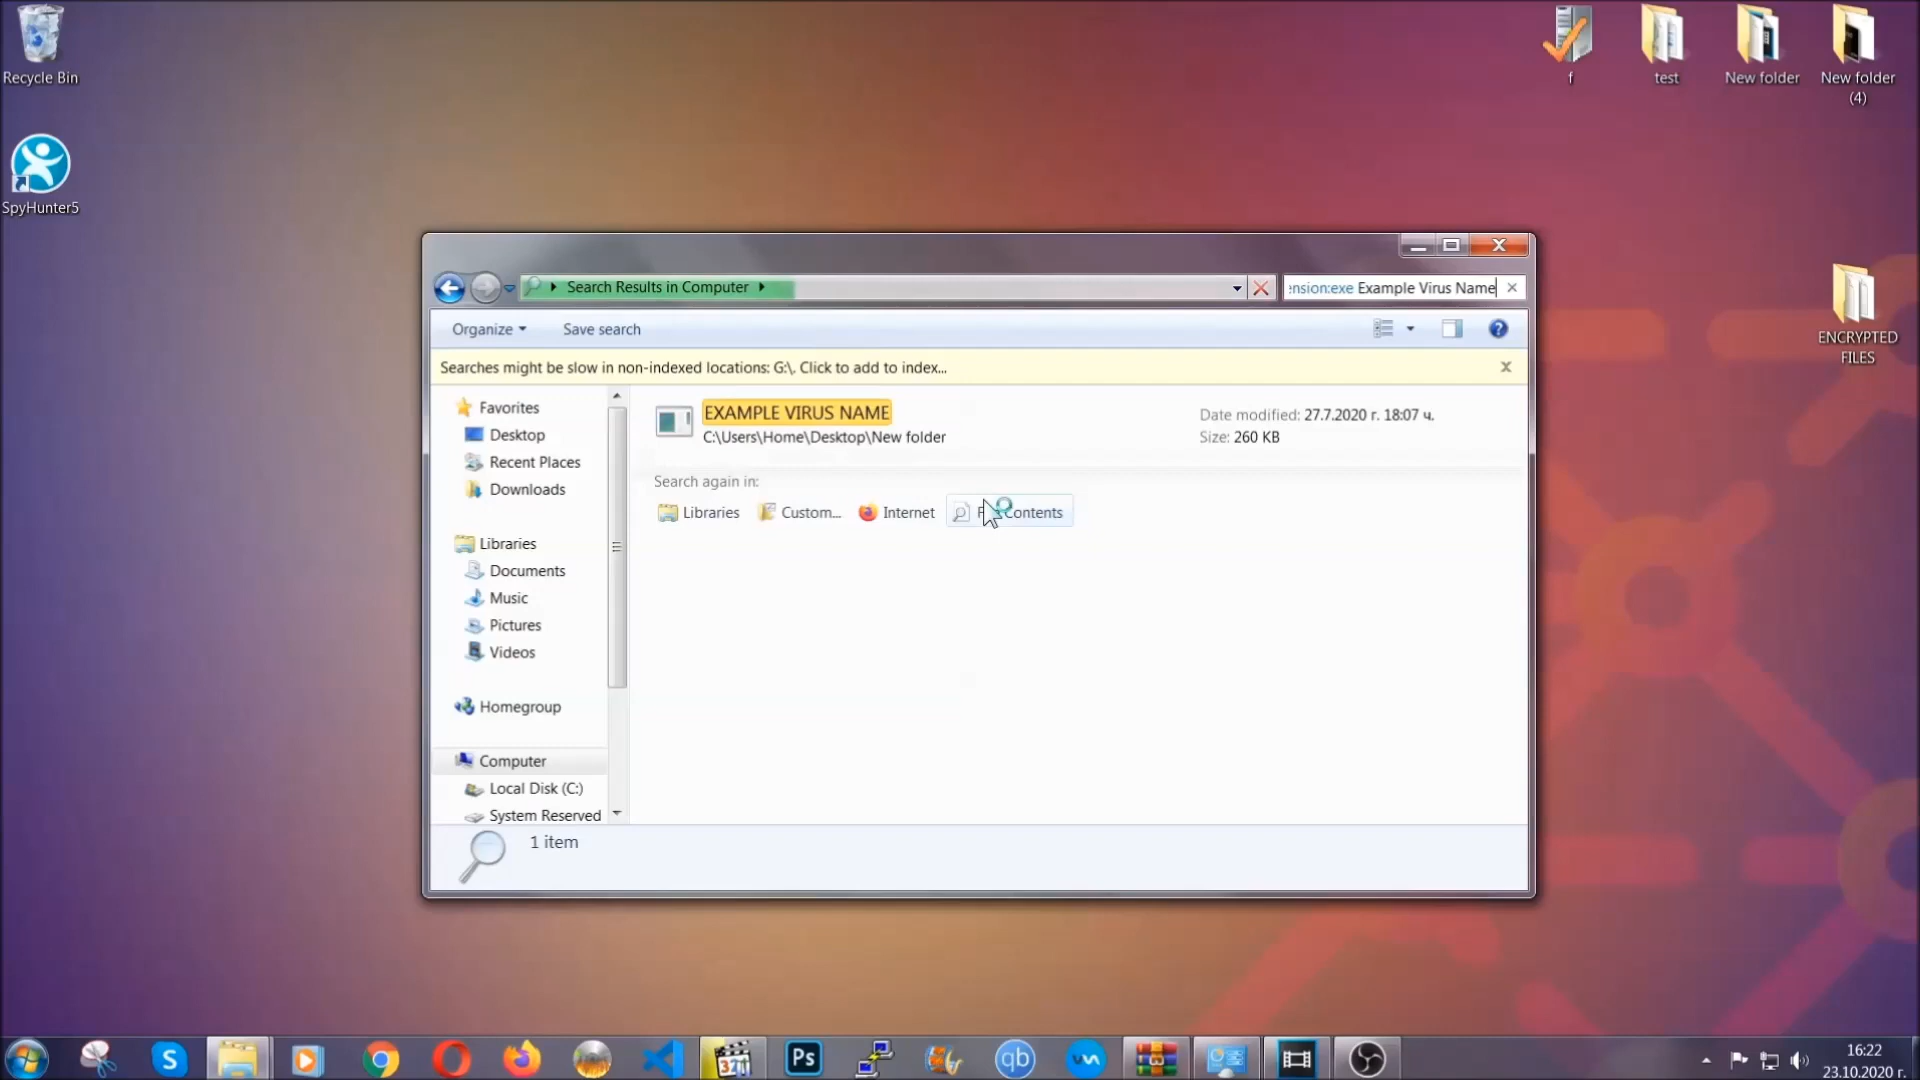 Recycle Bin
SpyHunter5
f
test
New folder
New folder
(4)
ENCRYPTED
FILES
Search Results in Computer
ension:exe Example Virus Name
Organize
Save search
Searches might be slow in non-indexed locations: G:\. Click to add to index...
Favorites
Desktop
Recent Places
Downloads
Libraries
Documents
Music
Pictures
Videos
Homegroup
Computer
Local Disk (C:)
System Reserved
EXAMPLE VIRUS NAME
C:\Users\Home\Desktop\New folder
Date modified: 27.7.2020 г. 18:07 ч.
Size: 260 KB
Search again in:
Libraries
Custom...
Internet
Contents
1 item
S
321
Ps
qb
16:22
23.10.2020 г.